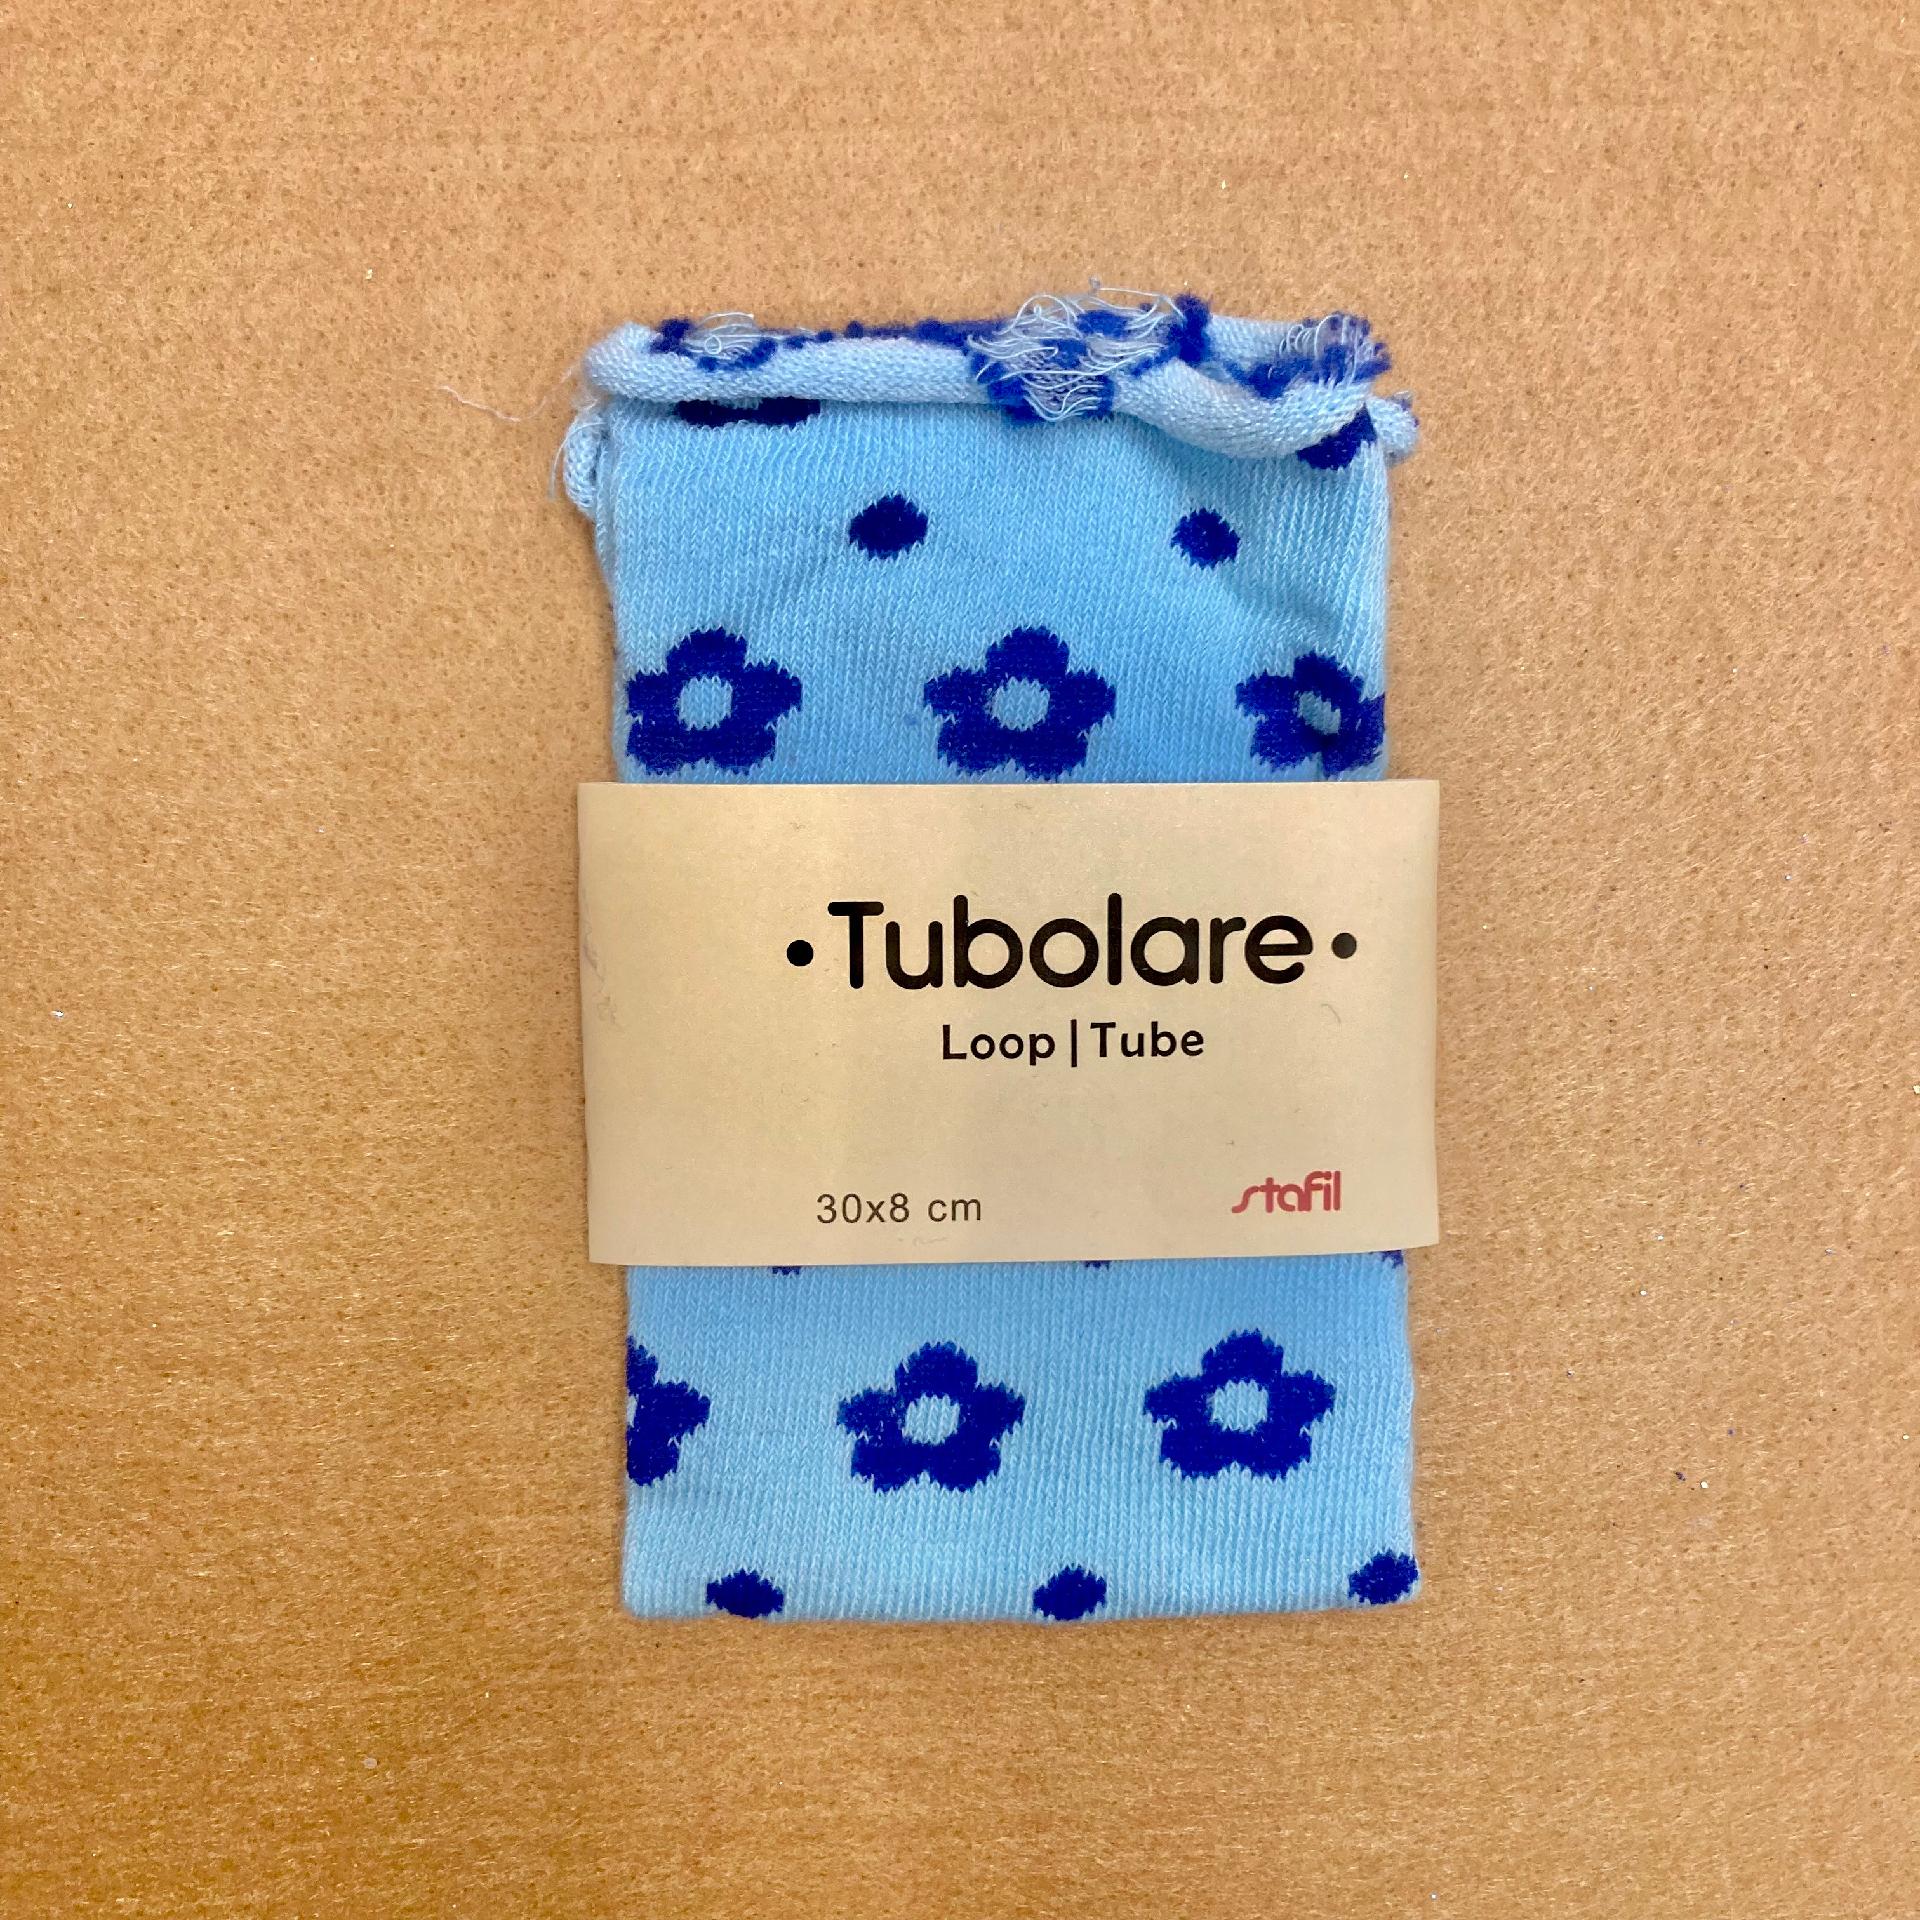 •Tubolare•
Loop|Tube
30x8 cm
stafil